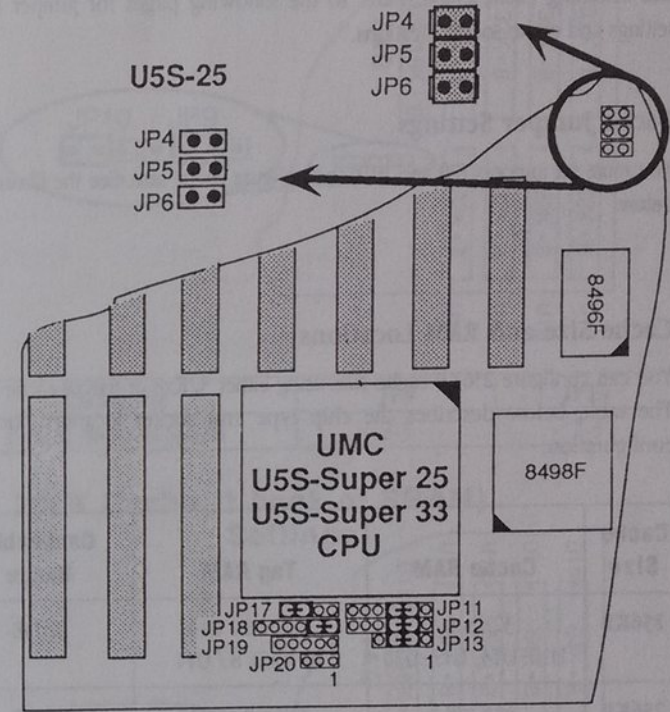 U5S-25
JP4
JP5
JP6
JP4
JP5
JP6
8496F
8498F
UMC
U5S-Super 25
U5S-Super 33
CPU
JP17
JP18
JP19
JP20
1
JP11
JP12
JP13
1